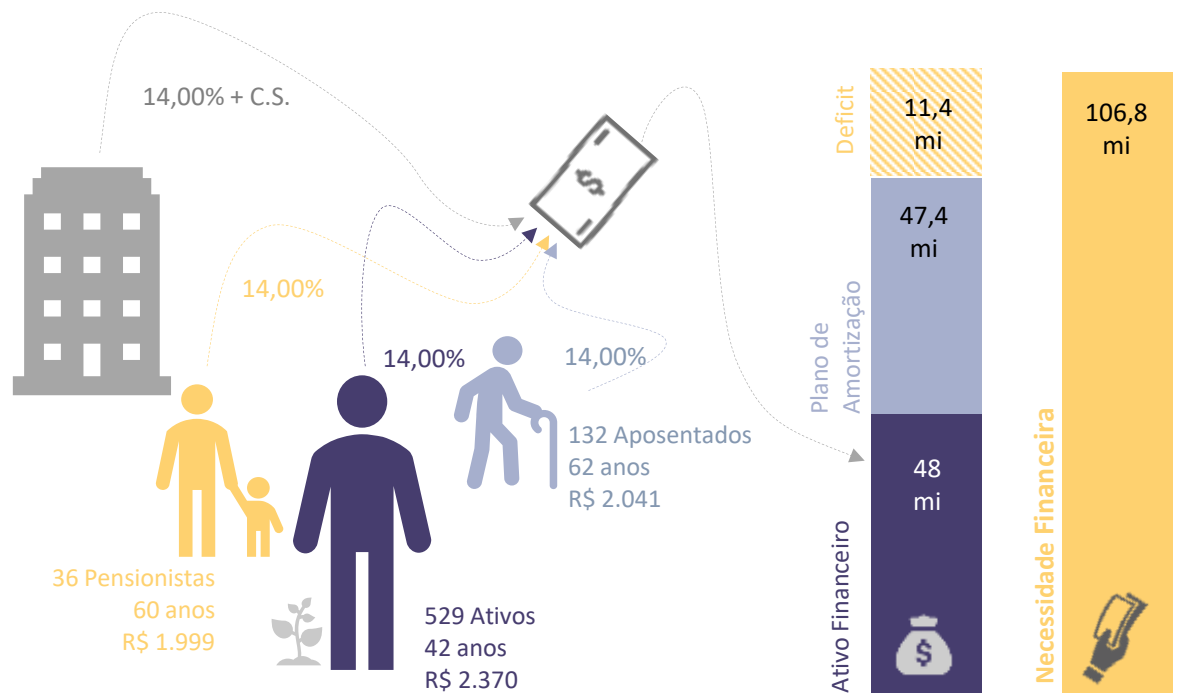 14,00% + C.S.
14,00%
14,00%
14,00%
36 Pensionistas
60 anos
R$ 1.999
529 Ativos
42 anos
R$ 2.370
132 Aposentados
62 anos
R$ 2.041
$
Deficit
11,4
mi
Plano de
Amortização
47,4
mi
Ativo Financeiro
48
mi
$
Necessidade Financeira
106,8
mi